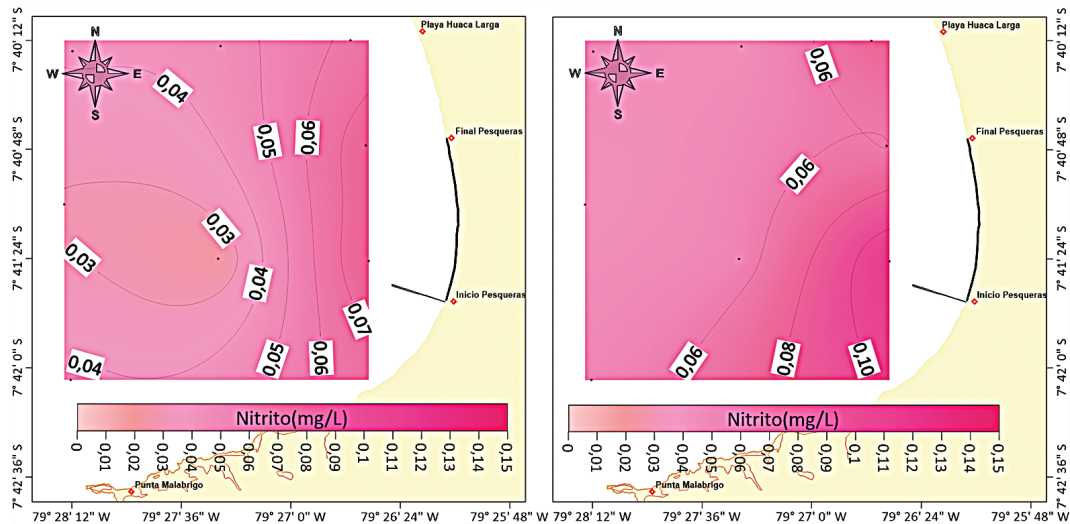 N
W E
S
0,04
0,05
0,06
0,03
0,03
0,04
0,07
0,04
0,05
0,06
Playa Huaca Larga
Final Pesqueras
Inicio Pesqueras
Punta Malabrigo
Nitrito(mg/L)
0 0,01 0,02 0,03 0,04 0,05 0,06 0,07 0,08 0,09 0,1 0,11 0,12 0,13 0,14 0,15
7° 40' 12" S
7° 40' 48" S
7° 41' 24" S
7° 42' 0" S
7° 42' 36" S
79° 28' 12" W 79° 27' 36" W 79° 27' 0" W 79° 26' 24" W 79° 25' 48" W
N
W E
S
0,06
0,06
0,06
0,08
0,10
Playa Huaca Larga
Final Pesqueras
Inicio Pesqueras
Punta Malabrigo
Nitrito(mg/L)
0 0,01 0,02 0,03 0,04 0,05 0,06 0,07 0,08 0,09 0,1 0,11 0,12 0,13 0,14 0,15
79° 28' 12" W 79° 27' 36" W 79° 27' 0" W 79° 26' 24" W 79° 25' 48" W
7° 40' 12" S
7° 40' 48" S
7° 41' 24" S
7° 42' 0" S
7° 42' 36" S